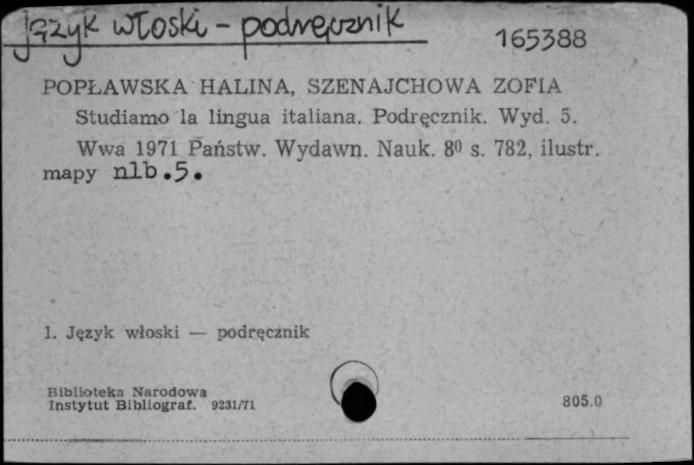 język włoski - podręcznik
165388
POPŁAWSKA HALINA, SZENAJCHOWA ZOFIA
Studiamo la lingua italiana. Podręcznik. Wyd. 5.
Wwa 1971 Państw. Wydawn. Nauk. 8⁰ s. 782, ilustr.
mapy nlb.5.
1. Język włoski — podręcznik
Biblioteka Narodowa
Instytut Bibliograf. 9231/71
805.0